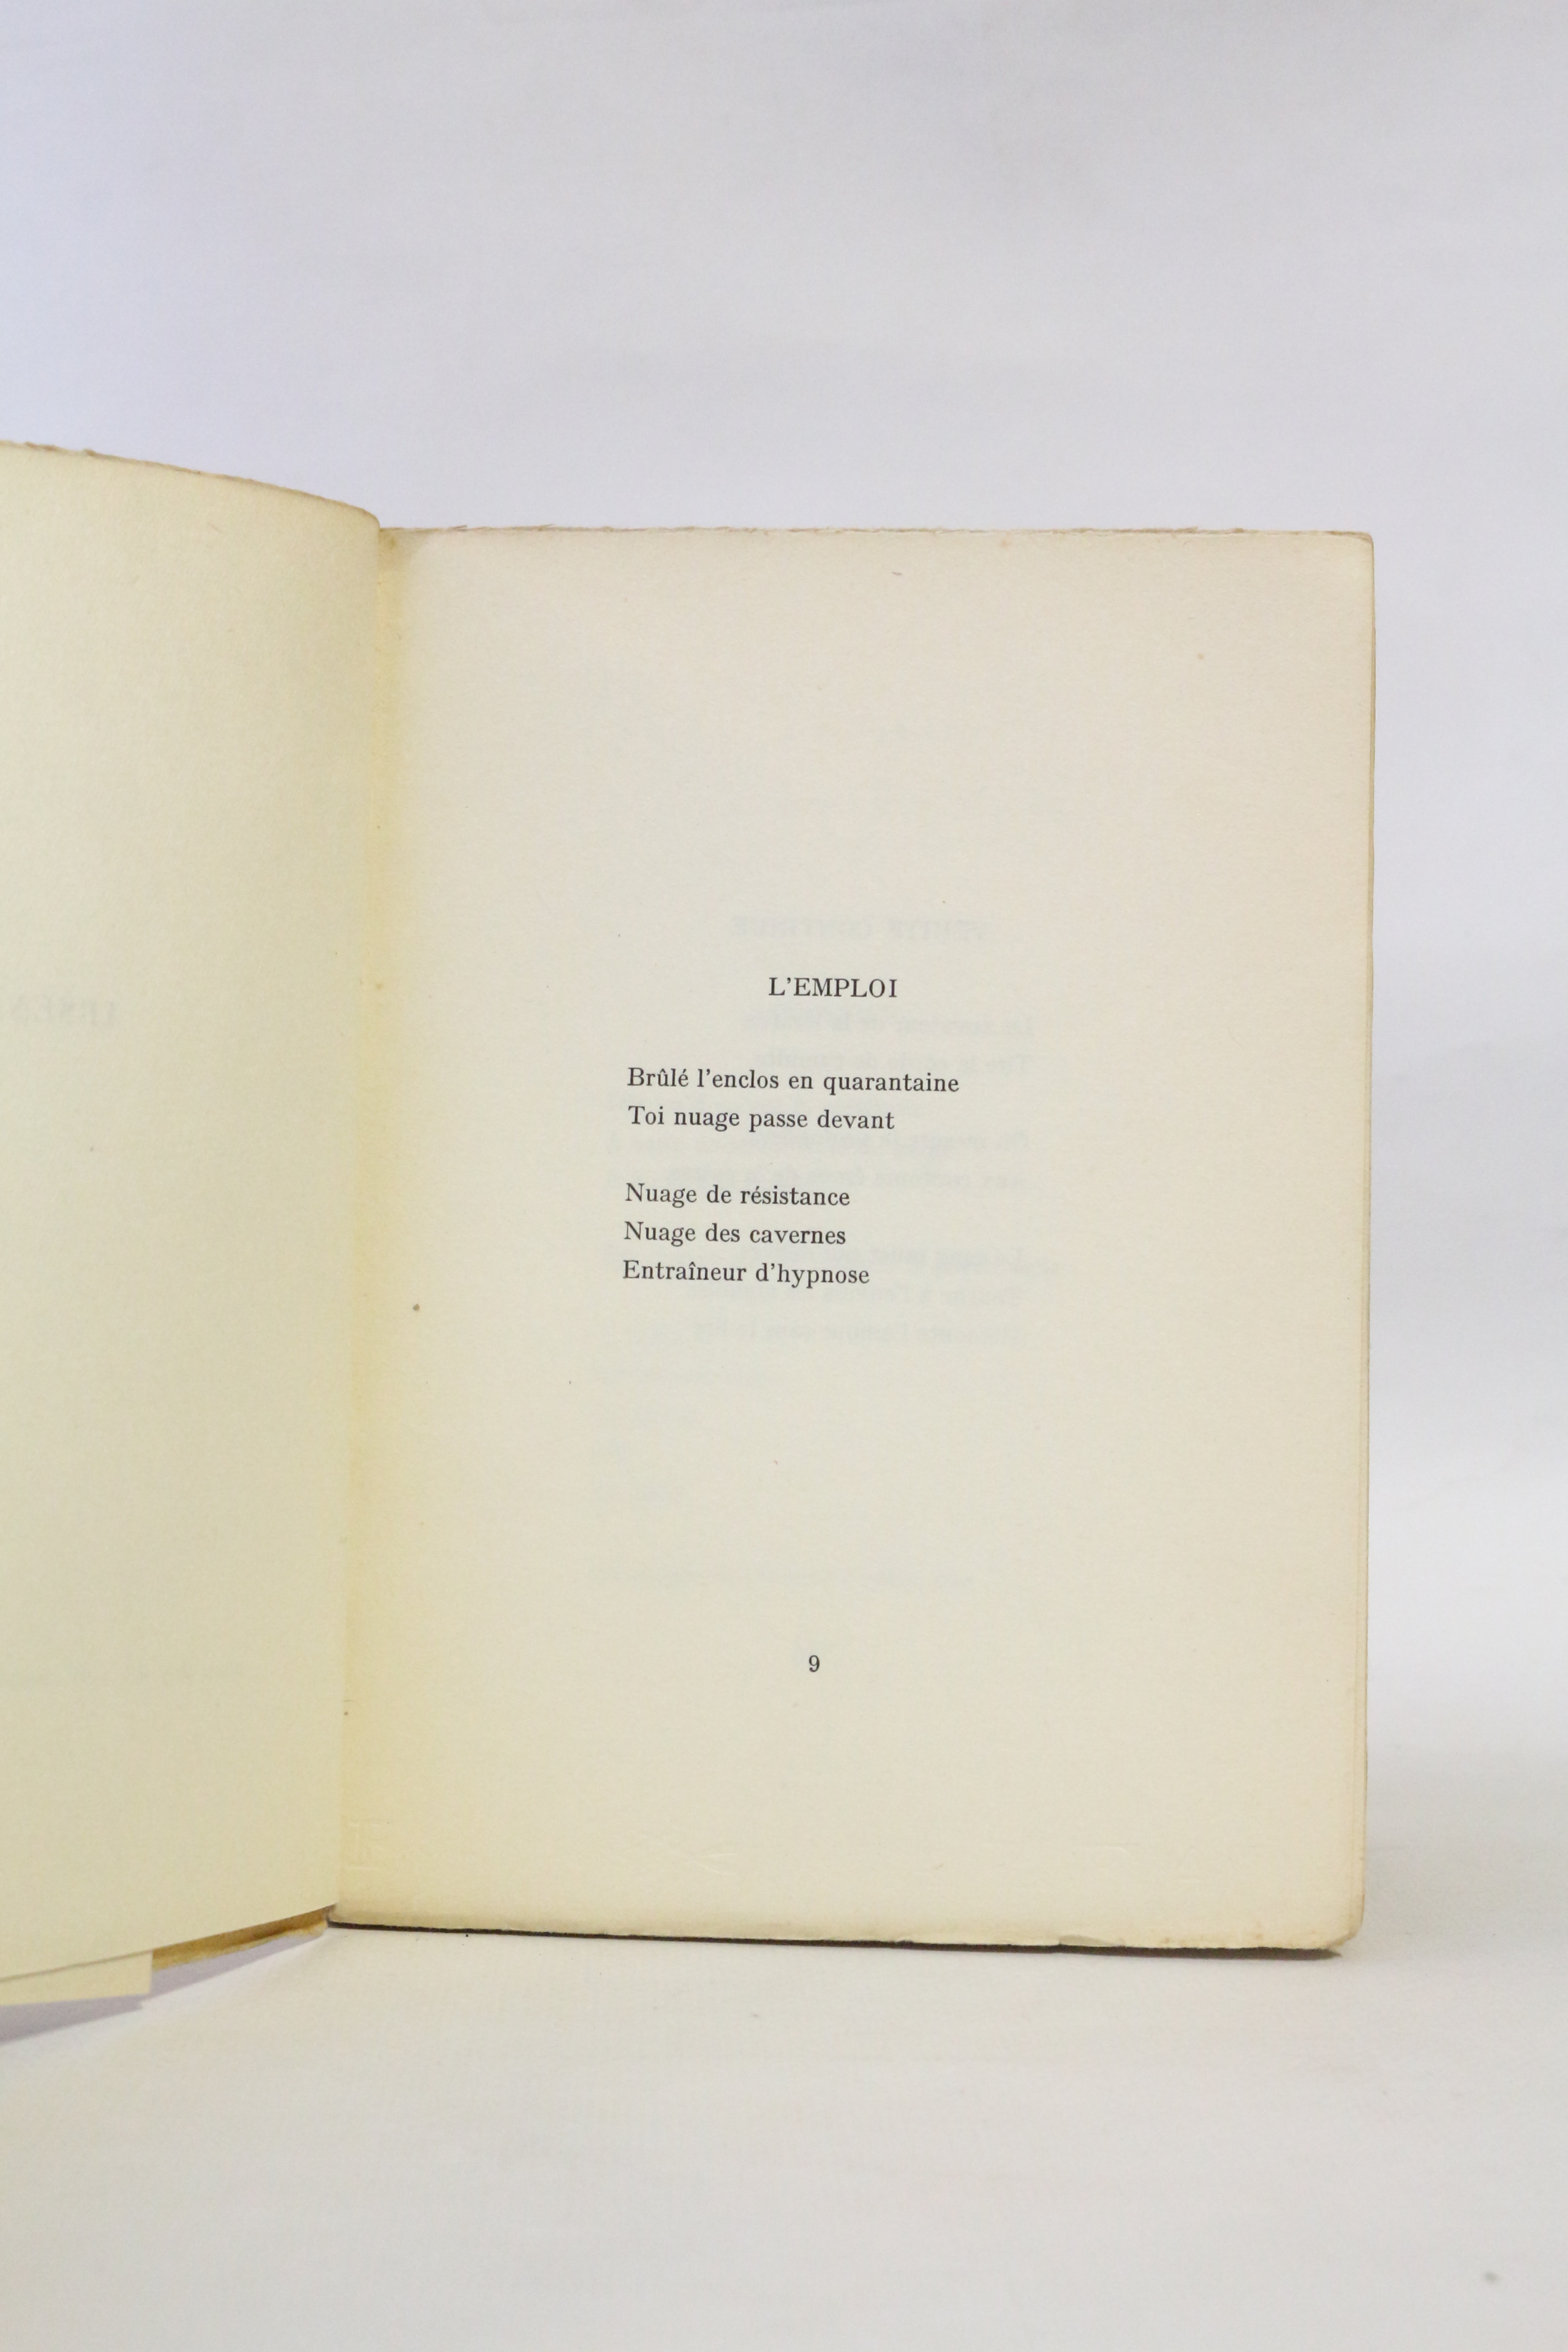 L'EMPLOI
Brûlé l'enclos en quarantaine
Toi nuage passe devant
Nuage de résistance
Nuage des cavernes
Entraîneur d'hypnose
9